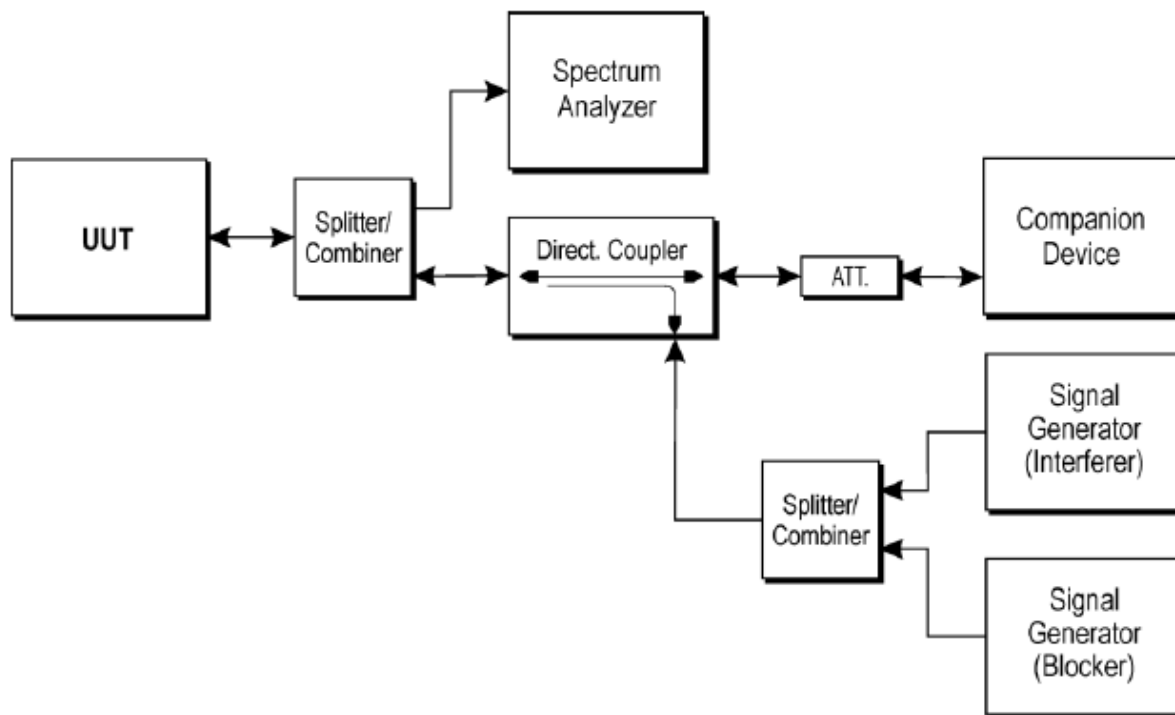 Spectrum
Analyzer
UUT
Splitter/
Combiner
Direct. Coupler
ATT.
Companion
Device
Signal
Generator
(Interferer)
Splitter/
Combiner
Signal
Generator
(Blocker)